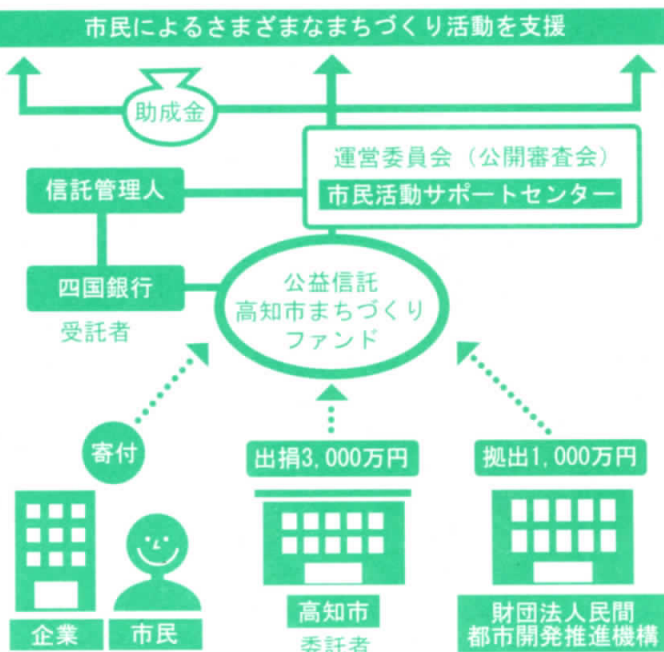 市民によるさまざまなまちづくり活動を支援
助成金
運営委員会（公開審査会）
市民活動サポートセンター
信託管理人
四国銀行
受託者
公益信託
高知市まちづくり
ファンド
寄付
出捐3,000万円
拠出1,000万円
企業
市民
高知市
委託者
財団法人民間
都市開発推進機構